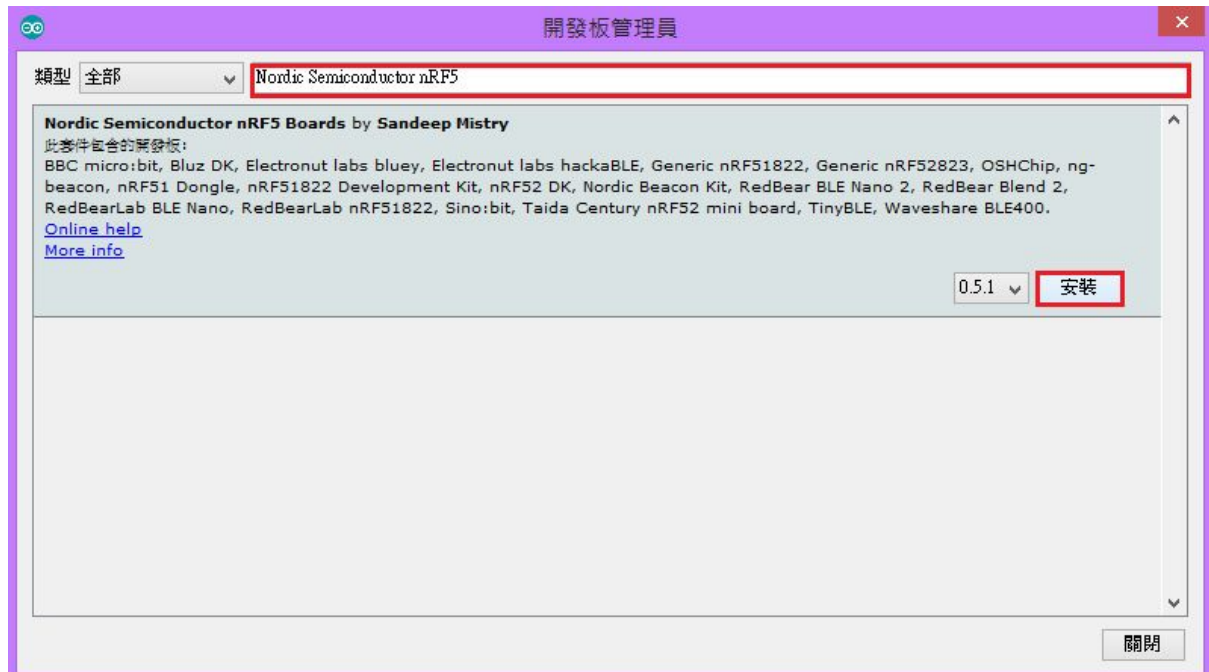 開發板管理員
類型 全部 Nordic Semiconductor nRF5
Nordic Semiconductor nRF5 Boards by Sandeep Mistry
此套件包含的開發板:
BBC micro:bit, Bluz DK, Electronut labs bluey, Electronut labs hackaBLE, Generic nRF51822, Generic nRF52823, OSHChip, ng-
beacon, nRF51 Dongle, nRF51822 Development Kit, nRF52 DK, Nordic Beacon Kit, RedBear BLE Nano 2, RedBear Blend 2,
RedBearLab BLE Nano, RedBearLab nRF51822, Sino:bit, Taida Century nRF52 mini board, TinyBLE, Waveshare BLE400.
Online help
More info
0.5.1 安裝
關閉